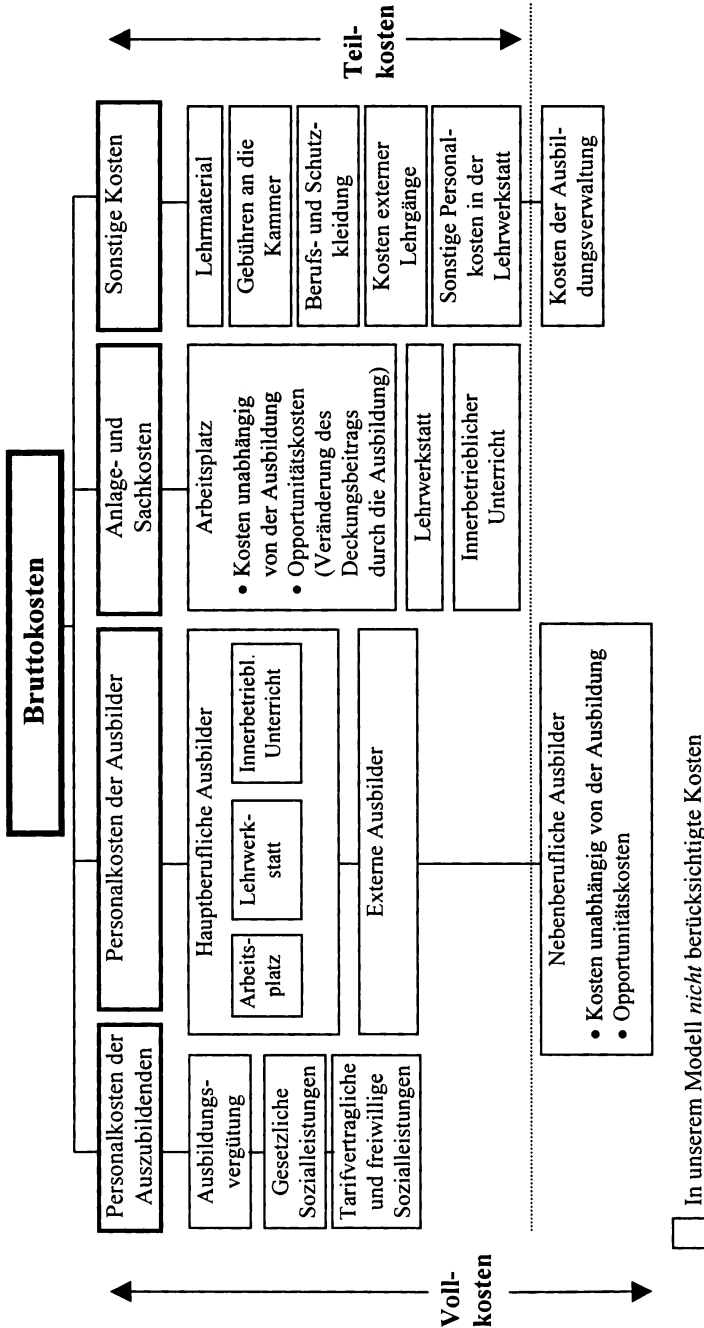 Bruttokosten
Personalkosten der
Auszubildenden
Ausbildungs-
vergütung
Gesetzliche
Sozialleistungen
Tarifvertragliche
und freiwillige
Sozialleistungen
Personalkosten der Ausbilder
Hauptberufliche Ausbilder
Arbeits-
platz
Lehrwerk-
statt
Innerbetriebl.
Unterricht
Externe Ausbilder
Nebenberufliche Ausbilder
• Kosten unabhängig von der Ausbildung
• Opportunitätskosten
Anlage- und
Sachkosten
Arbeitsplatz
• Kosten unabhängig
von der Ausbildung
• Opportunitätskosten
(Veränderung des
Deckungsbeitrags
durch die Ausbildung)
Lehrwerkstatt
Innerbetrieblicher
Unterricht
Sonstige Kosten
Lehrmaterial
Gebühren an die
Kammer
Berufs- und Schutz-
kleidung
Kosten externer
Lehrgänge
Sonstige Personal-
kosten in der
Lehrwerkstatt
Kosten der Ausbil-
dungsverwaltung
Voll-
kosten
Teil-
kosten
In unserem Modell nicht berücksichtigte Kosten